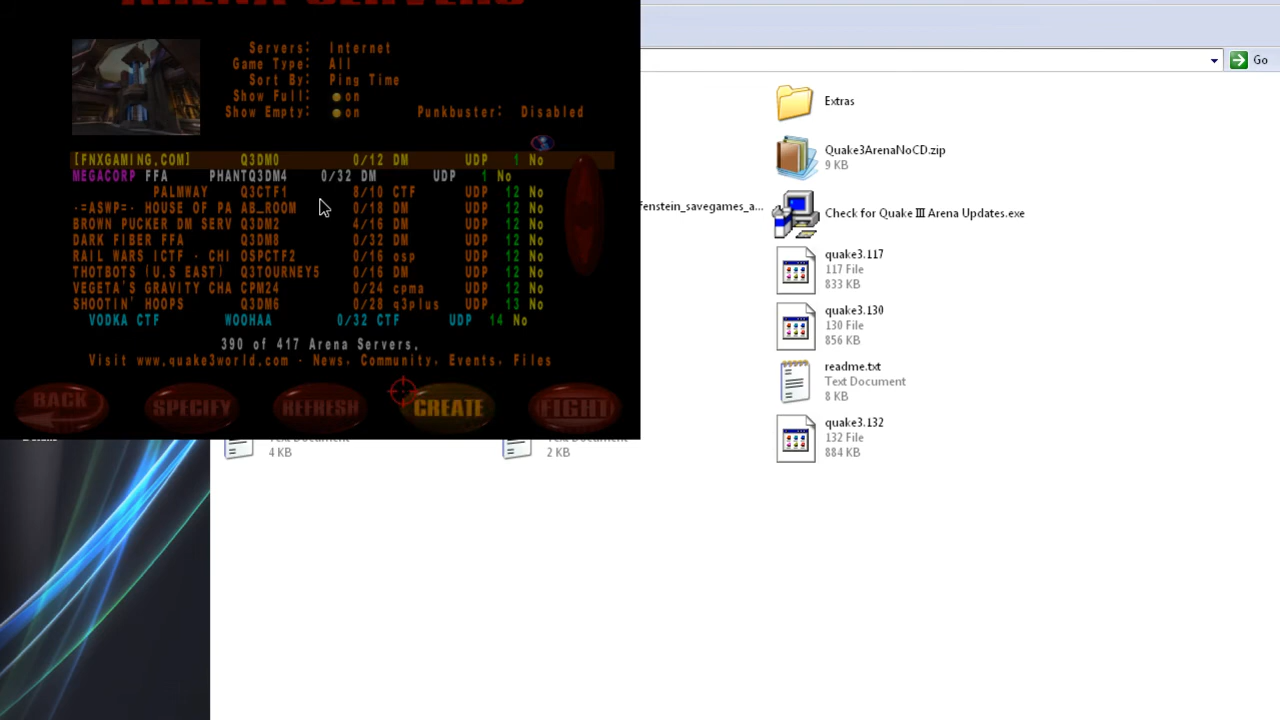 ARENA SERVERS
Servers: Internet
Game Type: All
Sort By: Ping Time
Show Full: on
Show Empty: on Punkbuster: Disabled
[FNXGAMING.COM] Q3DM0 0/12 DM UDP 1 No
MEGACORP FFA PHANTQ3DM4 0/32 DM UDP 1 No
PALMWAY Q3CTF1 8/10 CTF UDP 12 No
-=ASWP=- HOUSE OF PA AB_ROOM 0/18 DM UDP 12 No
BROWN PUCKER DM SERV Q3DM2 4/16 DM UDP 12 No
DARK FIBER FFA Q3DM8 0/32 DM UDP 12 No
RAIL WARS [CTF - CHI OSPCTF2 0/16 osp UDP 12 No
THOTBOTS (U.S EAST) Q3TOURNEY5 0/16 DM UDP 12 No
VEGETA'S GRAVITY CHA CPM24 0/24 cpma UDP 12 No
SHOOTIN' HOOPS Q3DM6 0/28 q3plus UDP 13 No
VODKA CTF WOOHAA 0/32 CTF UDP 14 No
390 of 417 Arena Servers.
Visit www.quake3world.com - News, Community, Events, Files
BACK SPECIFY REFRESH CREATE FIGHT
Go
Extras
Quake3ArenaNoCD.zip
9 KB
fenstein_savegames_a...
Check for Quake III Arena Updates.exe
quake3.117
117 File
833 KB
quake3.130
130 File
856 KB
readme.txt
Text Document
8 KB
quake3.132
132 File
884 KB
Text Document
4 KB
Text Document
2 KB